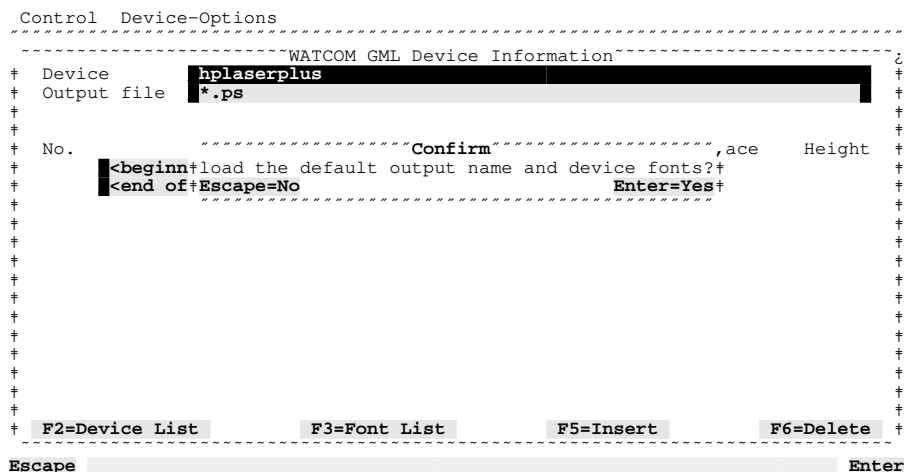 Control Device-Options
WATCOM GML Device Information
Device hplaserplus
Output file *.ps
No. Confirm ,ace Height
<beginn load the default output name and device fonts?
<end of Escape=No Enter=Yes
F2=Device List F3=Font List F5=Insert F6=Delete
Escape Enter